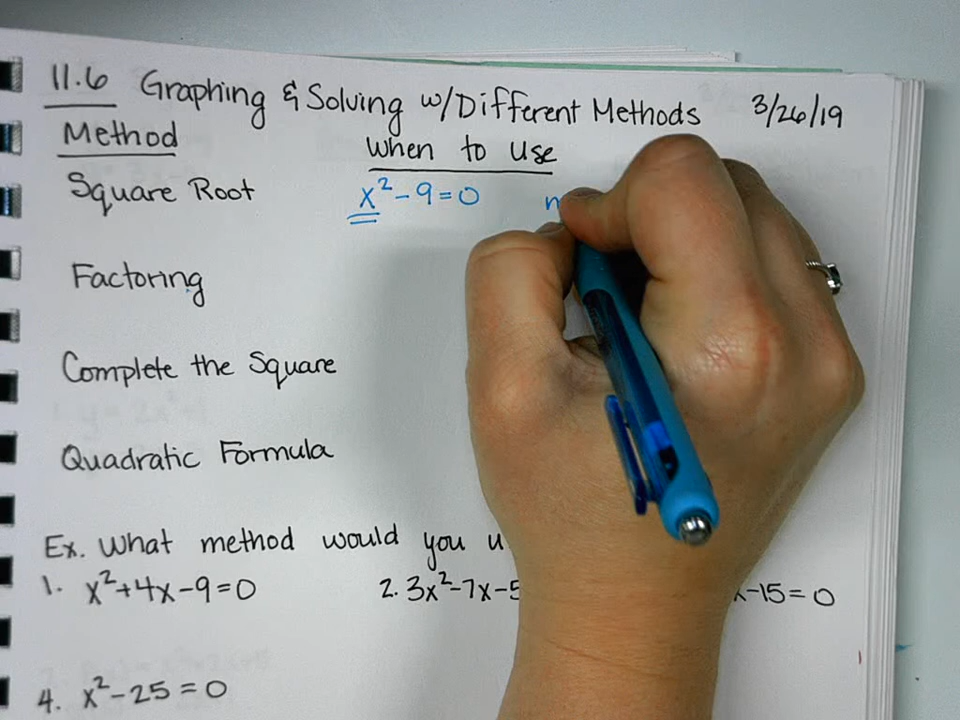 11.6 Graphing & Solving w/Different Methods 3/26/19
Method When to Use
Square Root x² - 9 = 0
Factoring
Complete the Square
Quadratic Formula
Ex. What method would you
1. x²+4x-9=0 2. 3x²-7x-5 x-15=0
4. x²-25=0